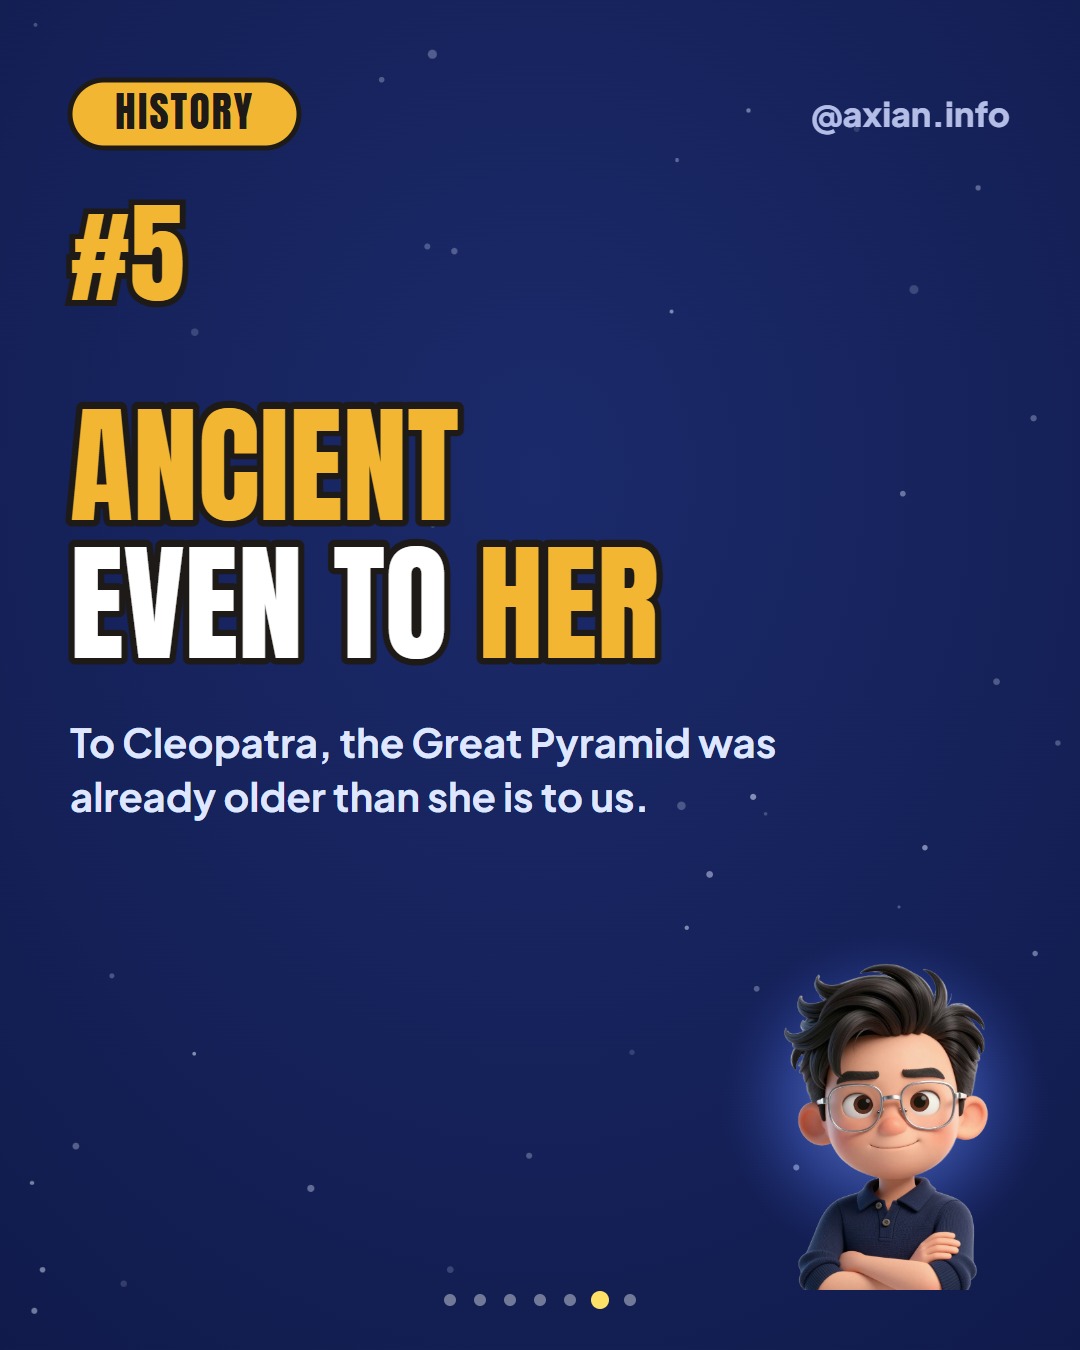 HISTORY
@axian.info
#5
ANCIENT
EVEN TO HER
To Cleopatra, the Great Pyramid was
already older than she is to us.